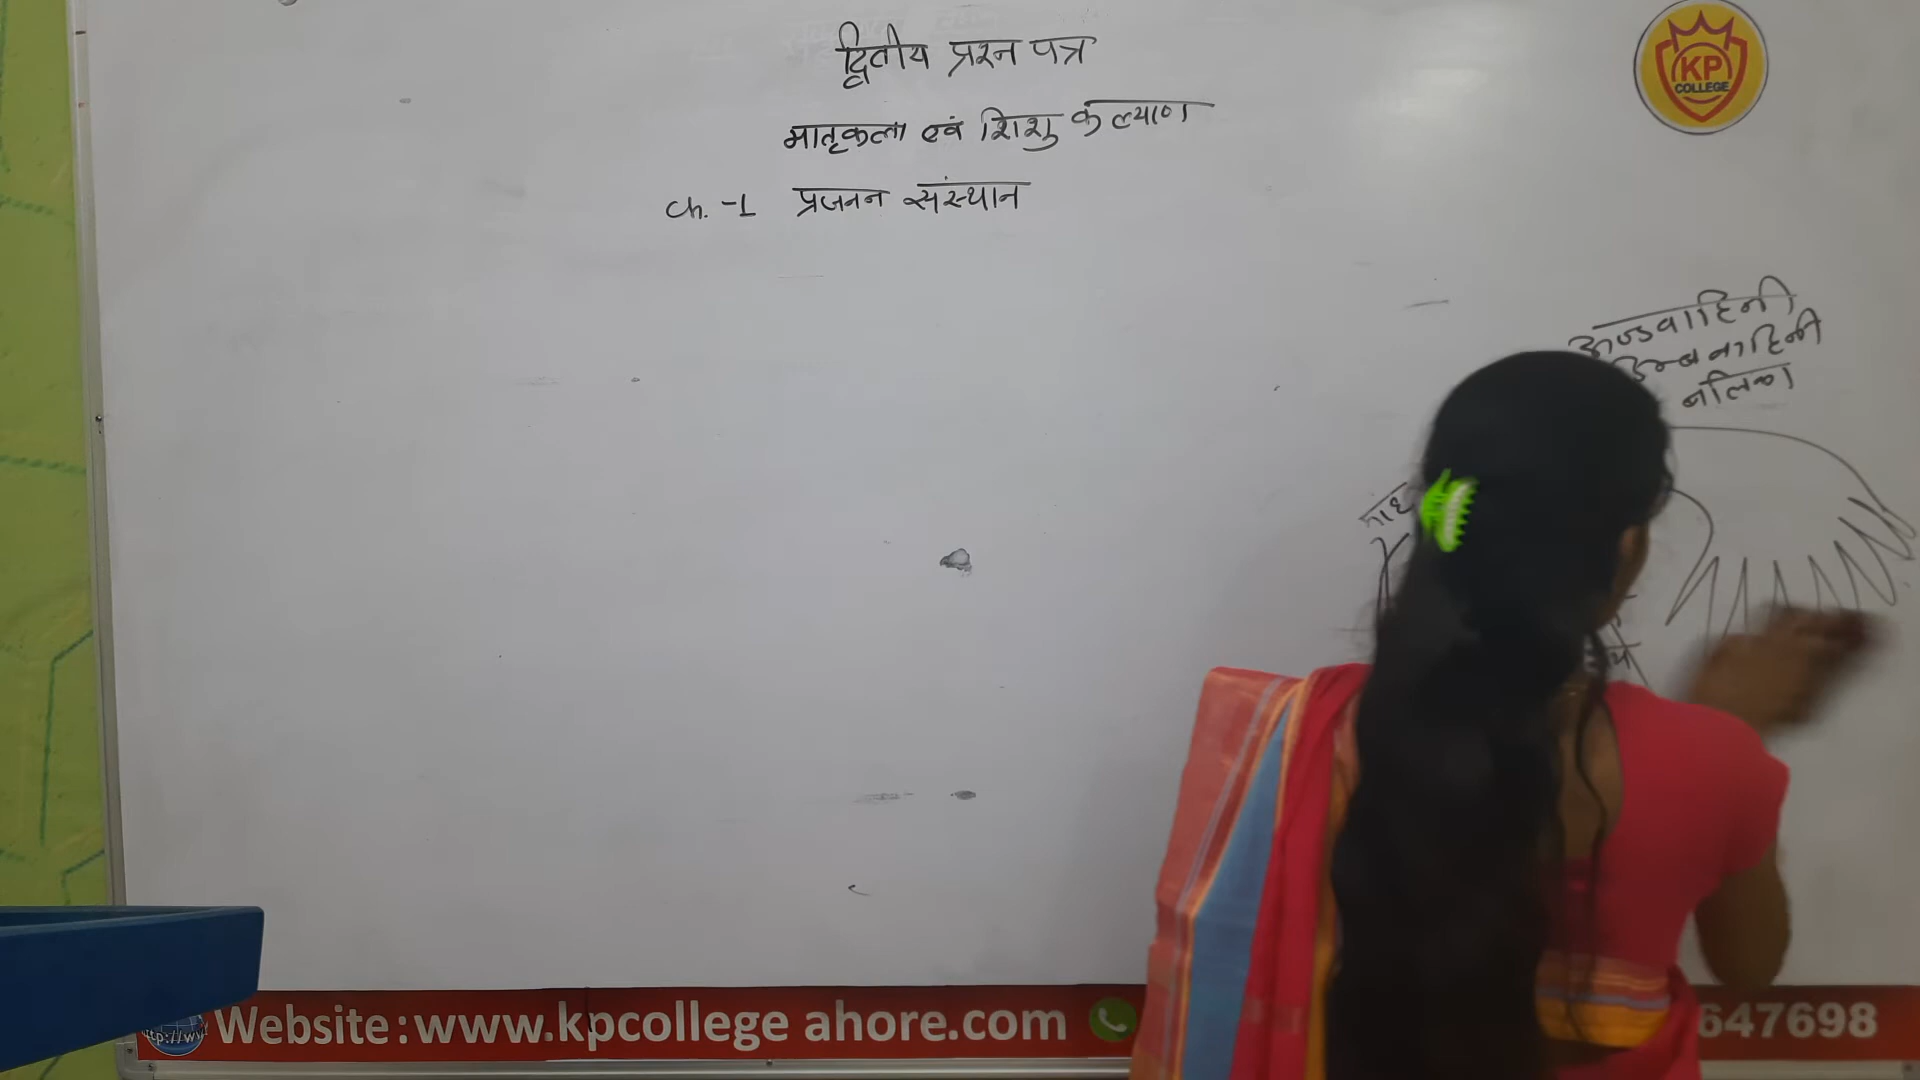 द्वितीय प्रश्न पत्र
मातृकला एवं शिशु कल्याण
Ch. -1 प्रजनन संस्थान
KP
COLLEGE
अण्डवाहिनी
डिम्बवाहिनी
नलिका
Website : www.kpcollege ahore.com
647698